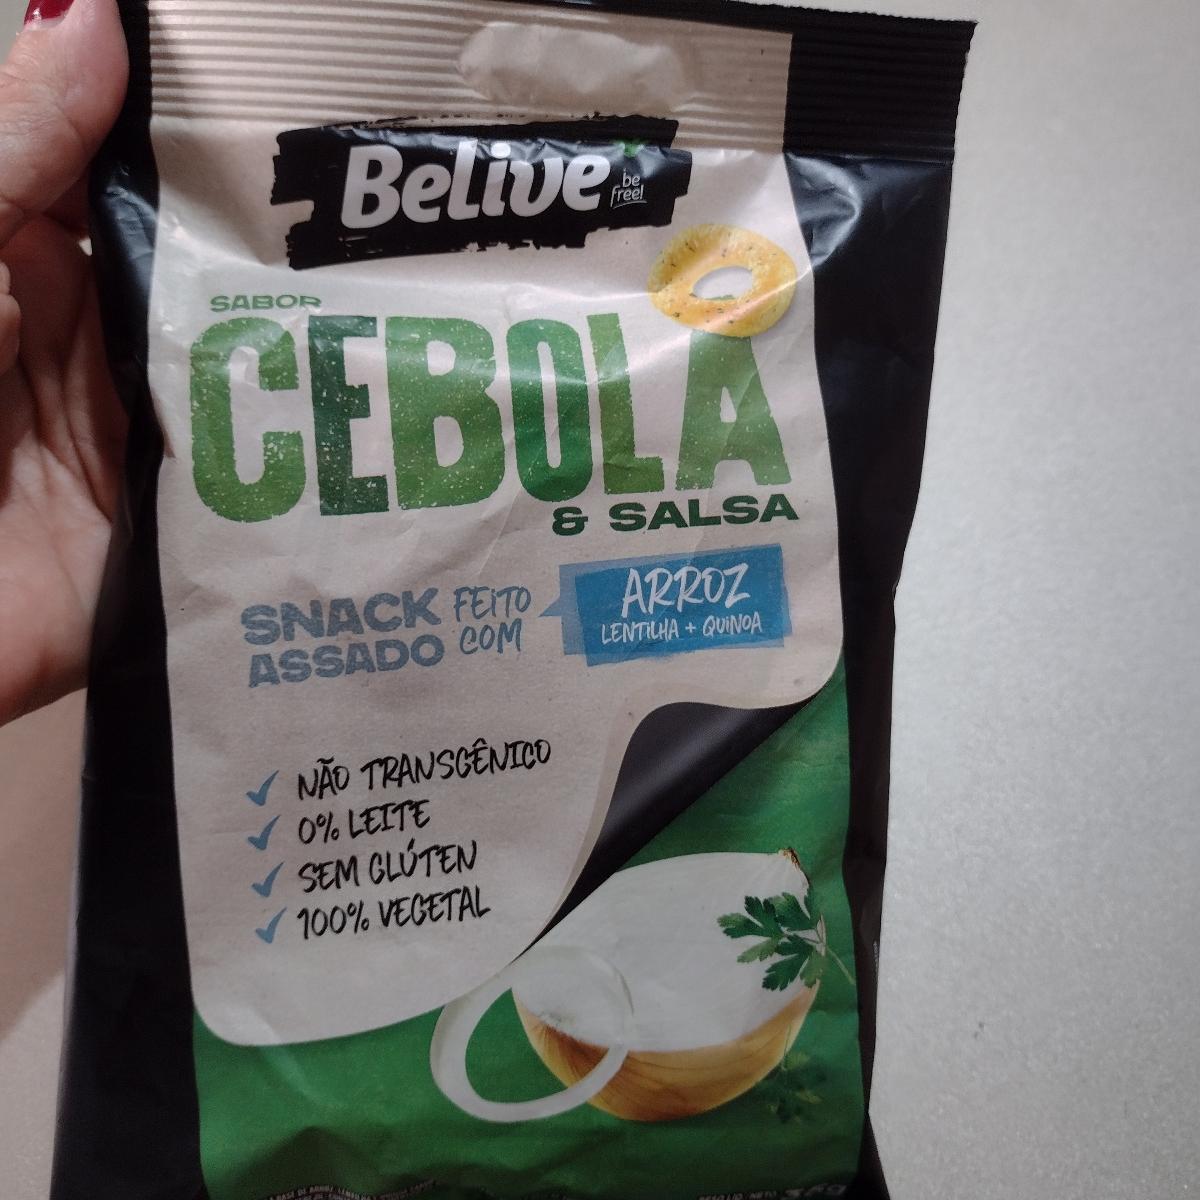 BeLive
be
free!
SABOR
CEBOLA
& SALSA
SNACK
ASSADO
FEITO
COM
ARROZ
LENTILHA + QUINOA
NÃO TRANSGÊNICO
0% LEITE
SEM GLÚTEN
100% VEGETAL